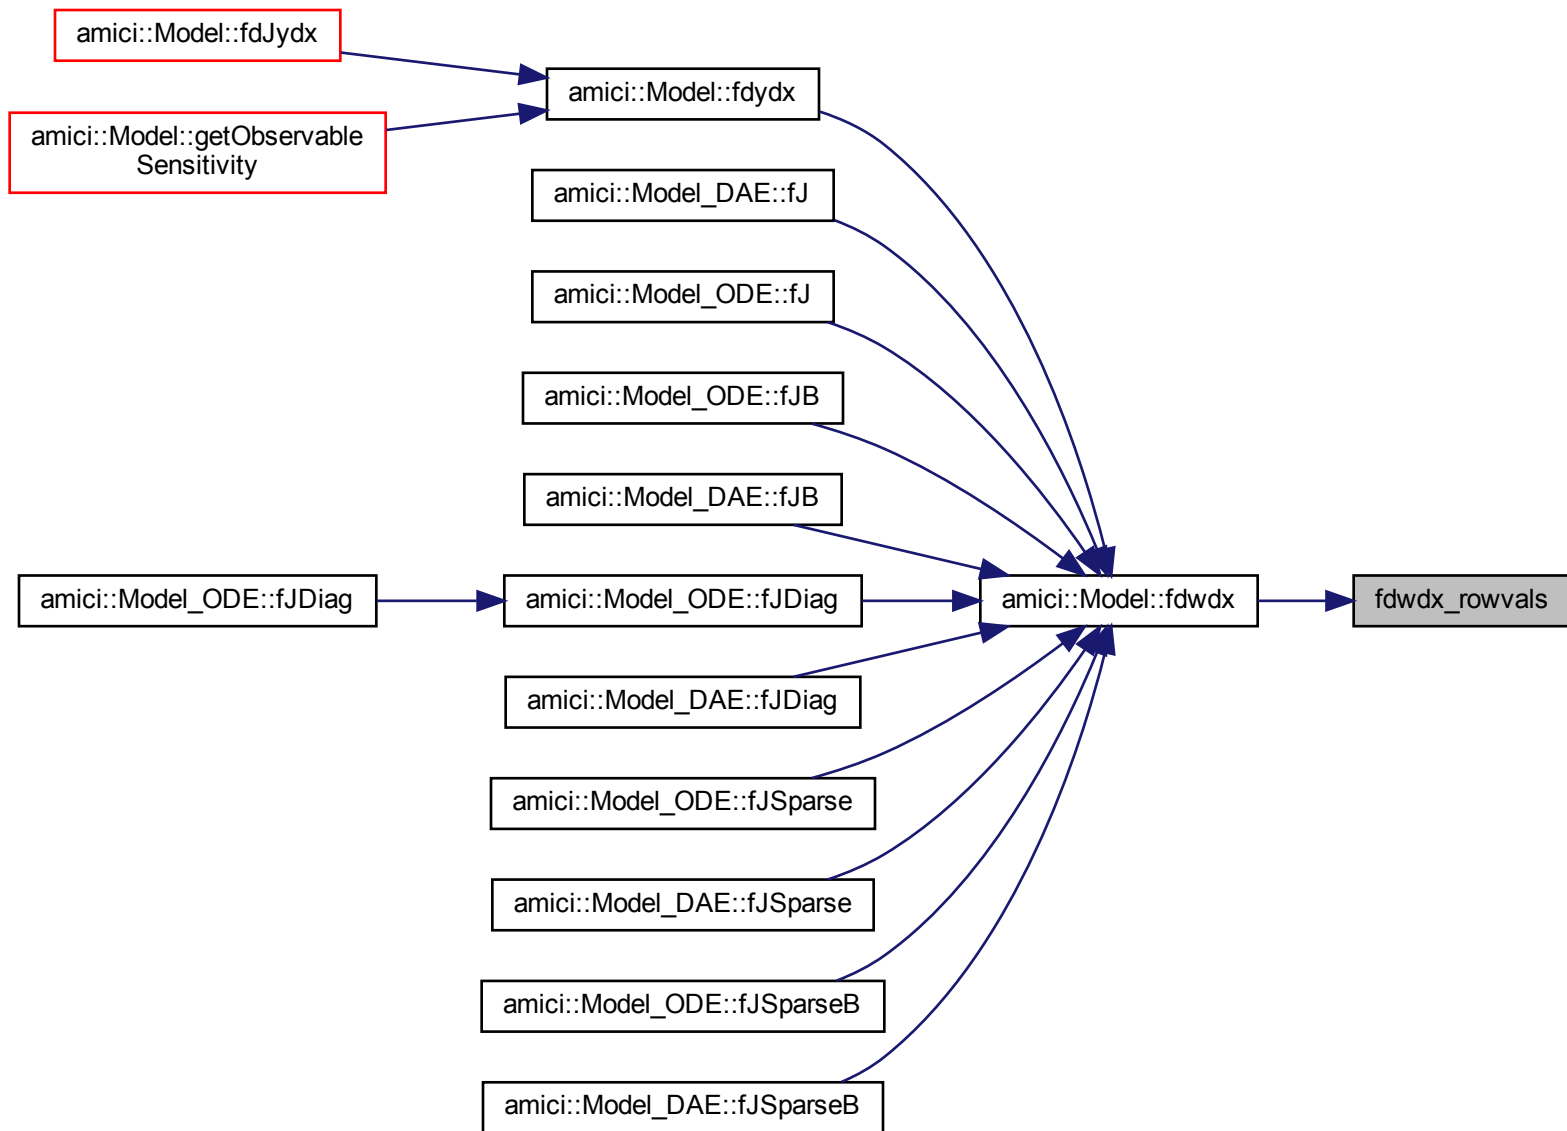 amici::Model::fdJydx
amici::Model::fdydx
amici::Model::getObservable
Sensitivity
amici::Model_DAE::fJ
amici::Model_ODE::fJ
amici::Model_ODE::fJB
amici::Model_DAE::fJB
amici::Model_ODE::fJDiag
amici::Model_ODE::fJDiag
amici::Model::fdwdx
fdwdx_rowvals
amici::Model_DAE::fJDiag
amici::Model_ODE::fJSparse
amici::Model_DAE::fJSparse
amici::Model_ODE::fJSparseB
amici::Model_DAE::fJSparseB